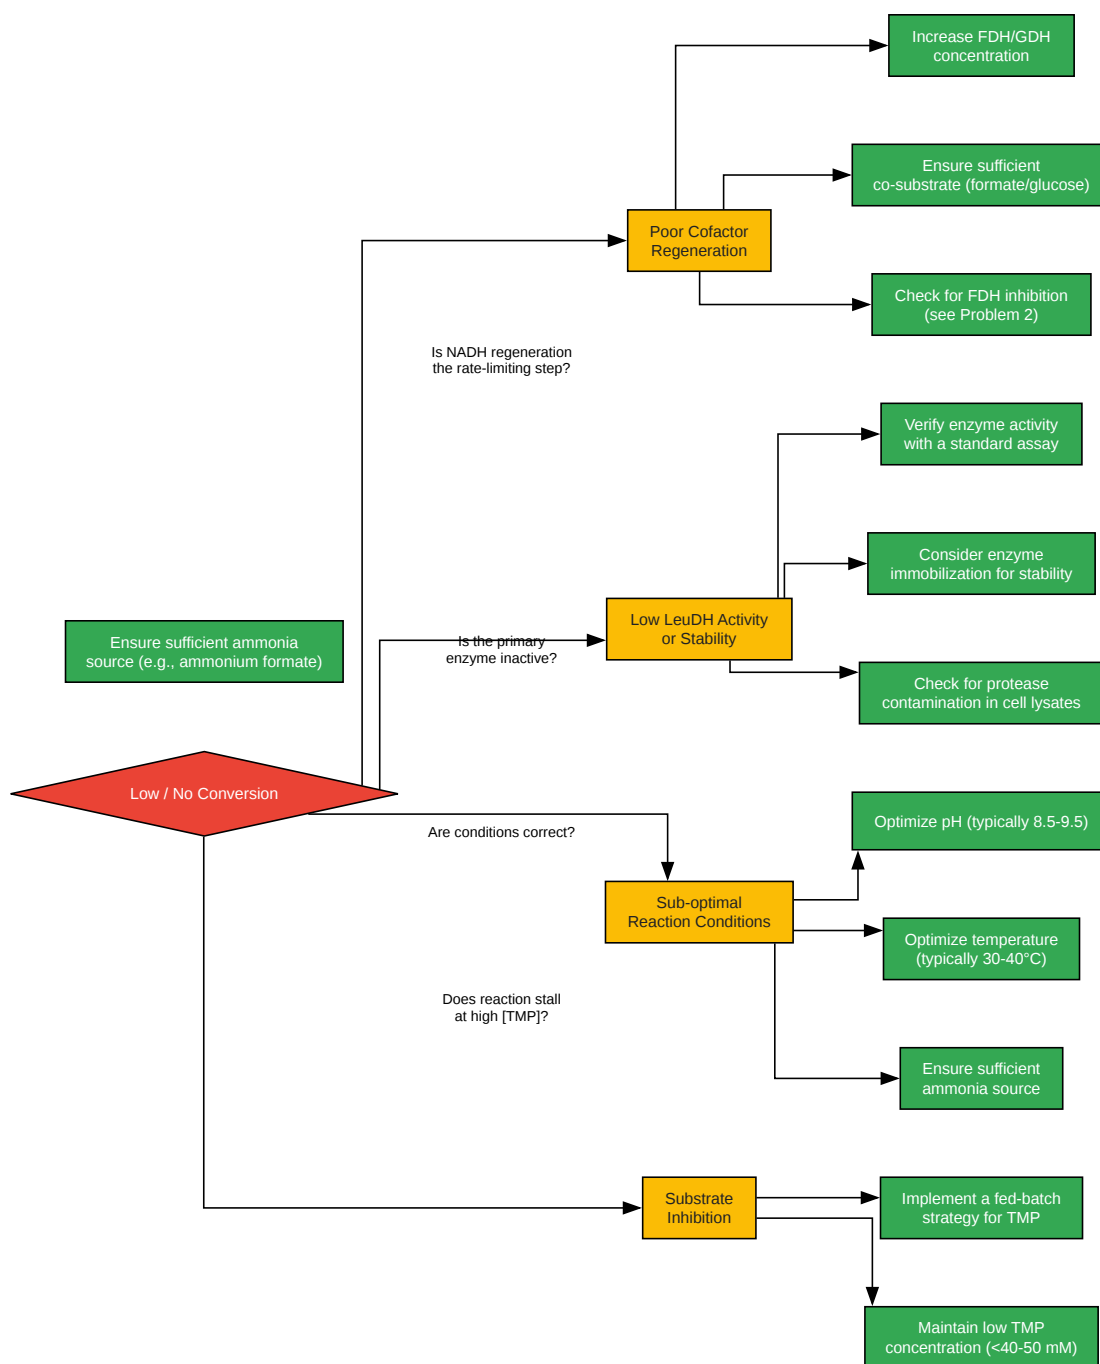 Increase FDH/GDH
concentration
Ensure sufficient
co-substrate (formate/glucose)
Poor Cofactor
Regeneration
Check for FDH inhibition
(see Problem 2)
Is NADH regeneration
the rate-limiting step?
Verify enzyme activity
with a standard assay
Consider enzyme
immobilization for stability
Low LeuDH Activity
or Stability
Is the primary
enzyme inactive?
Ensure sufficient ammonia
source (e.g., ammonium formate)
Check for protease
contamination in cell lysates
Low / No Conversion
Are conditions correct?
Optimize pH (typically 8.5-9.5)
Sub-optimal
Reaction Conditions
Optimize temperature
(typically 30-40°C)
Does reaction stall
at high [TMP]?
Ensure sufficient
ammonia source
Substrate
Inhibition
Implement a fed-batch
strategy for TMP
Maintain low TMP
concentration (<40-50 mM)